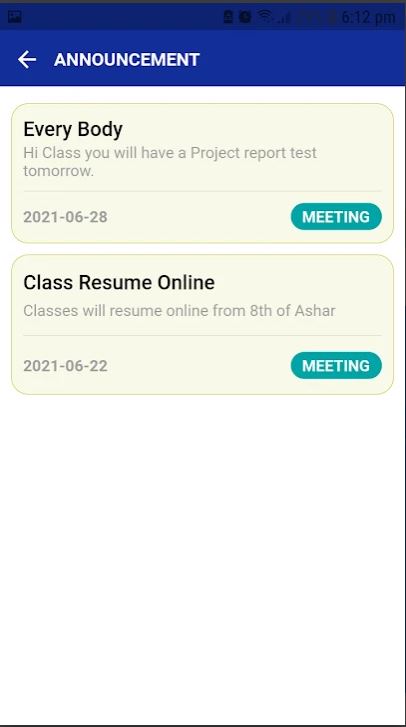 6:12 pm
ANNOUNCEMENT
Every Body
Hi Class you will have a Project report test
tomorrow.
2021-06-28
MEETING
Class Resume Online
Classes will resume online from 8th of Ashar
2021-06-22
MEETING